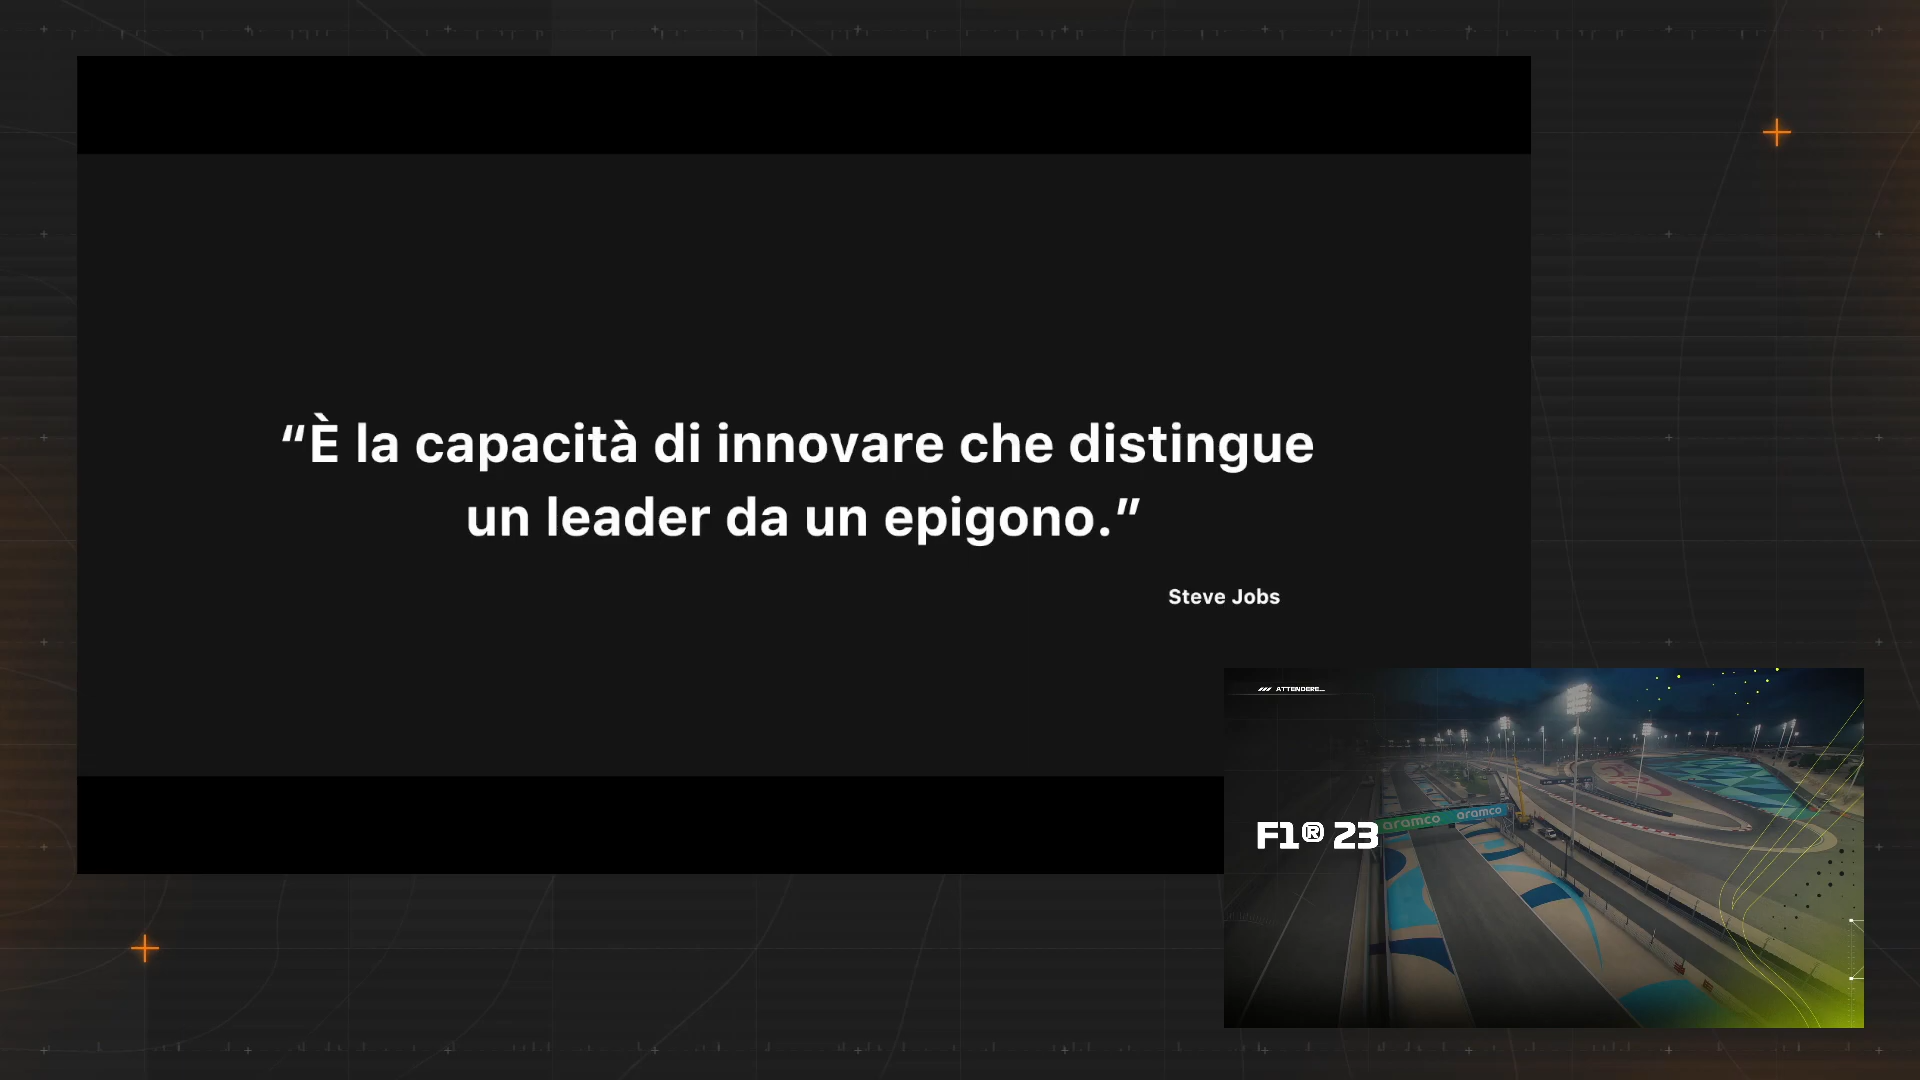 “È la capacità di innovare che distingue
un leader da un epigono.”
Steve Jobs
ATTENDERE...
F1® 23
aramco aramco